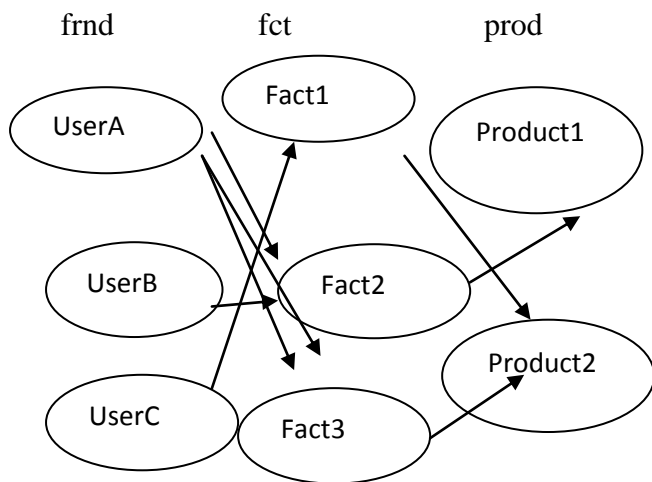 frnd fct prod
UserA Fact1 Product1
UserB Fact2 Product2
UserC Fact3